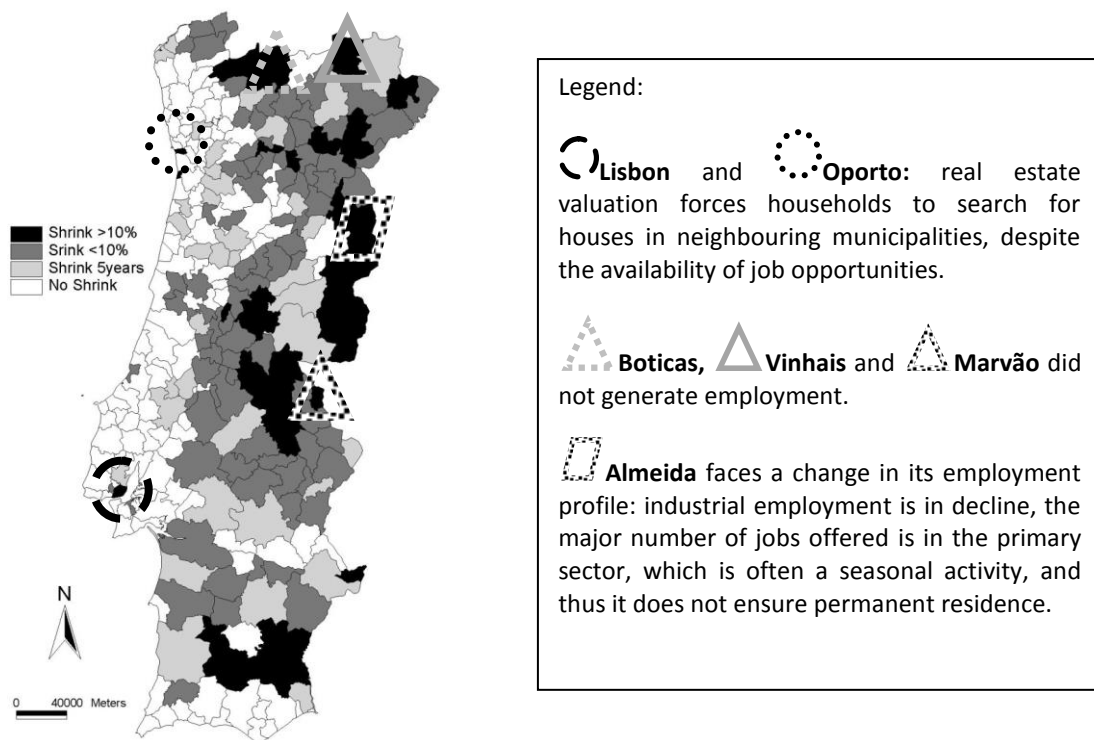 Shrink >10%
Srink <10%
Shrink 5years
No Shrink
N
0 40000 Meters
Legend:
Lisbon and Oporto: real estate
valuation forces households to search for
houses in neighbouring municipalities, despite
the availability of job opportunities.
Boticas, Vinhais and Marvão did
not generate employment.
Almeida faces a change in its employment
profile: industrial employment is in decline, the
major number of jobs offered is in the primary
sector, which is often a seasonal activity, and
thus it does not ensure permanent residence.